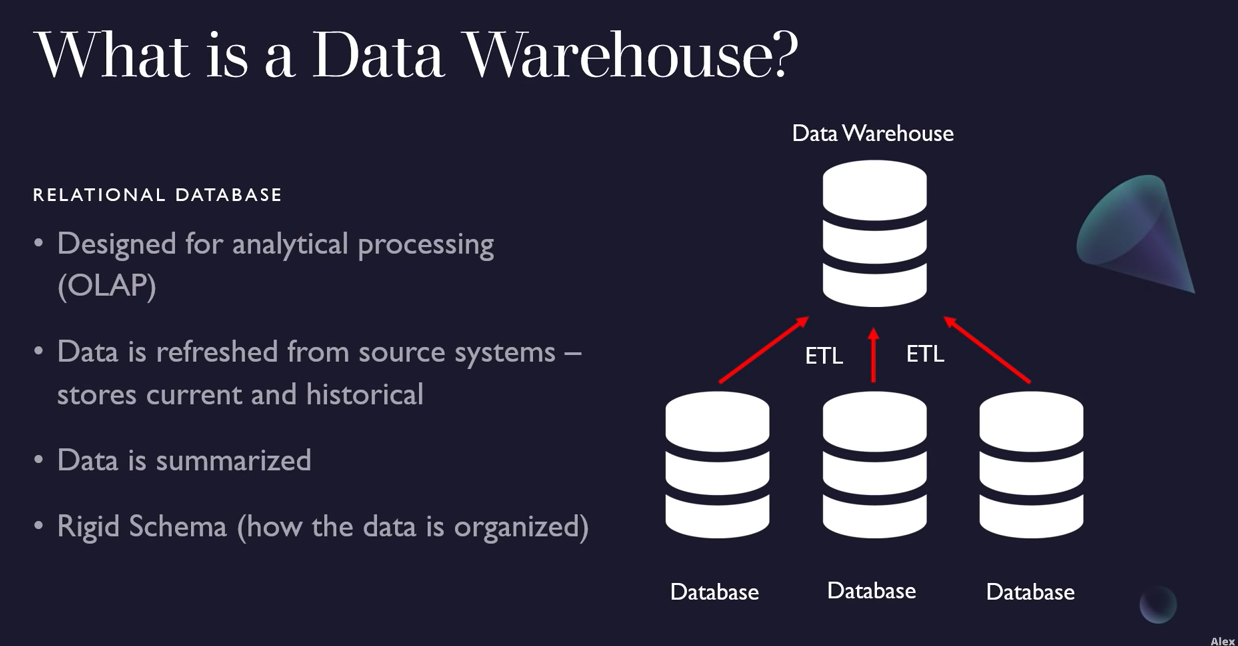 What is a Data Warehouse?
Data Warehouse
RELATIONAL DATABASE
• Designed for analytical processing
(OLAP)
• Data is refreshed from source systems –
stores current and historical
• Data is summarized
• Rigid Schema (how the data is organized)
ETL
ETL
Database
Database
Database
Alex